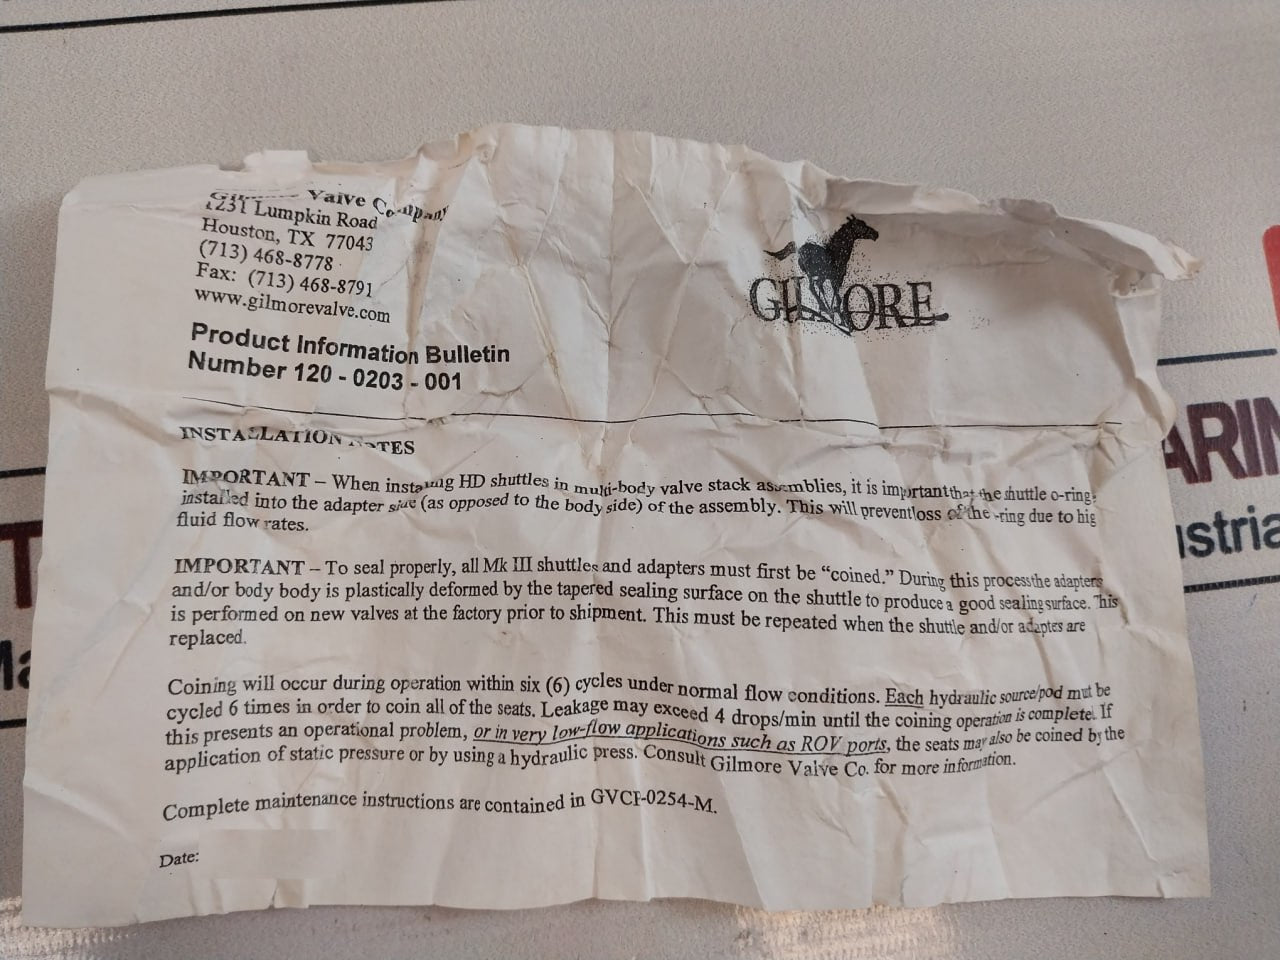 Valve Company
1231 Lumpkin Road
Houston, TX 77043
(713) 468-8778
Fax: (713) 468-8791
www.gilmorevalve.com
GILMORE
Product Information Bulletin
Number 120 - 0203 - 001
INSTALLATION NOTES
IMPORTANT – When installing HD shuttles in multi-body valve stack assemblies, it is important that the shuttle o-ring
installed into the adapter side (as opposed to the body side) of the assembly. This will prevent loss of the -ring due to hig
fluid flow rates.
IMPORTANT – To seal properly, all Mk III shuttles and adapters must first be “coined.” During this process the adapters
and/or body body is plastically deformed by the tapered sealing surface on the shuttle to produce a good sealing surface. This
is performed on new valves at the factory prior to shipment. This must be repeated when the shuttle and/or adaptes are
replaced.
Coining will occur during operation within six (6) cycles under normal flow conditions. Each hydraulic source/pod must be
cycled 6 times in order to coin all of the seats. Leakage may exceed 4 drops/min until the coining operation is complete. If
this presents an operational problem, or in very low-flow applications such as ROV ports, the seats may also be coined by the
application of static pressure or by using a hydraulic press. Consult Gilmore Valve Co. for more information.
Complete maintenance instructions are contained in GVCI-0254-M.
Date:
ARIN
ustria
T
Ma